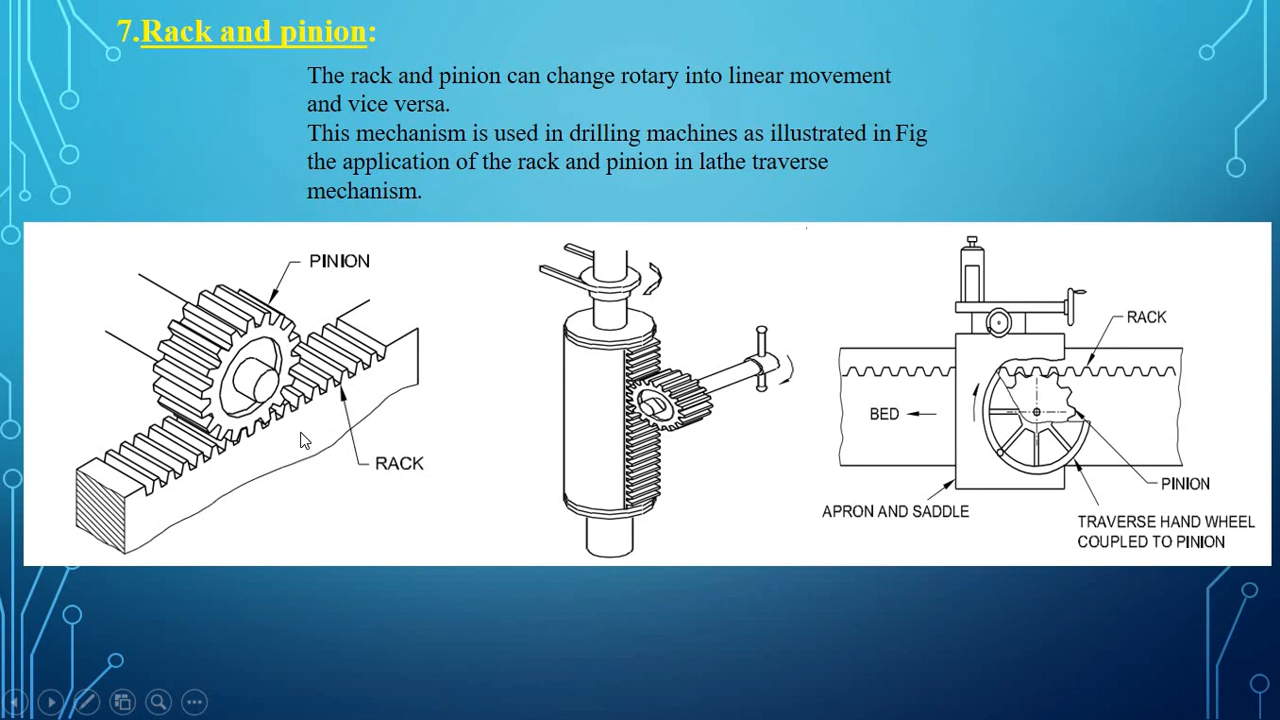 7.Rack and pinion:
The rack and pinion can change rotary into linear movement
and vice versa.
This mechanism is used in drilling machines as illustrated in Fig
the application of the rack and pinion in lathe traverse
mechanism.
PINION
RACK
RACK
BED
PINION
APRON AND SADDLE
TRAVERSE HAND WHEEL
COUPLED TO PINION